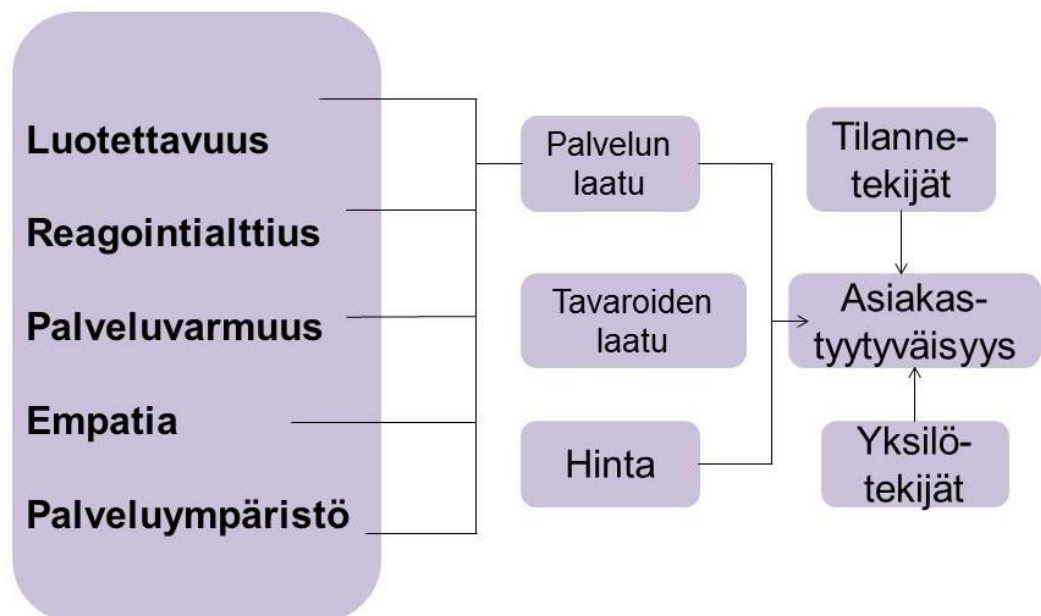 Luotettavuus
Reagointialttius
Palveluvarmuus
Empatia
Palveluympäristö
Palvelun
laatu
Tavaroiden
laatu
Hinta
Tilanne-
tekijät
Asiakas-
tyytyväisyys
Yksilö-
tekijät